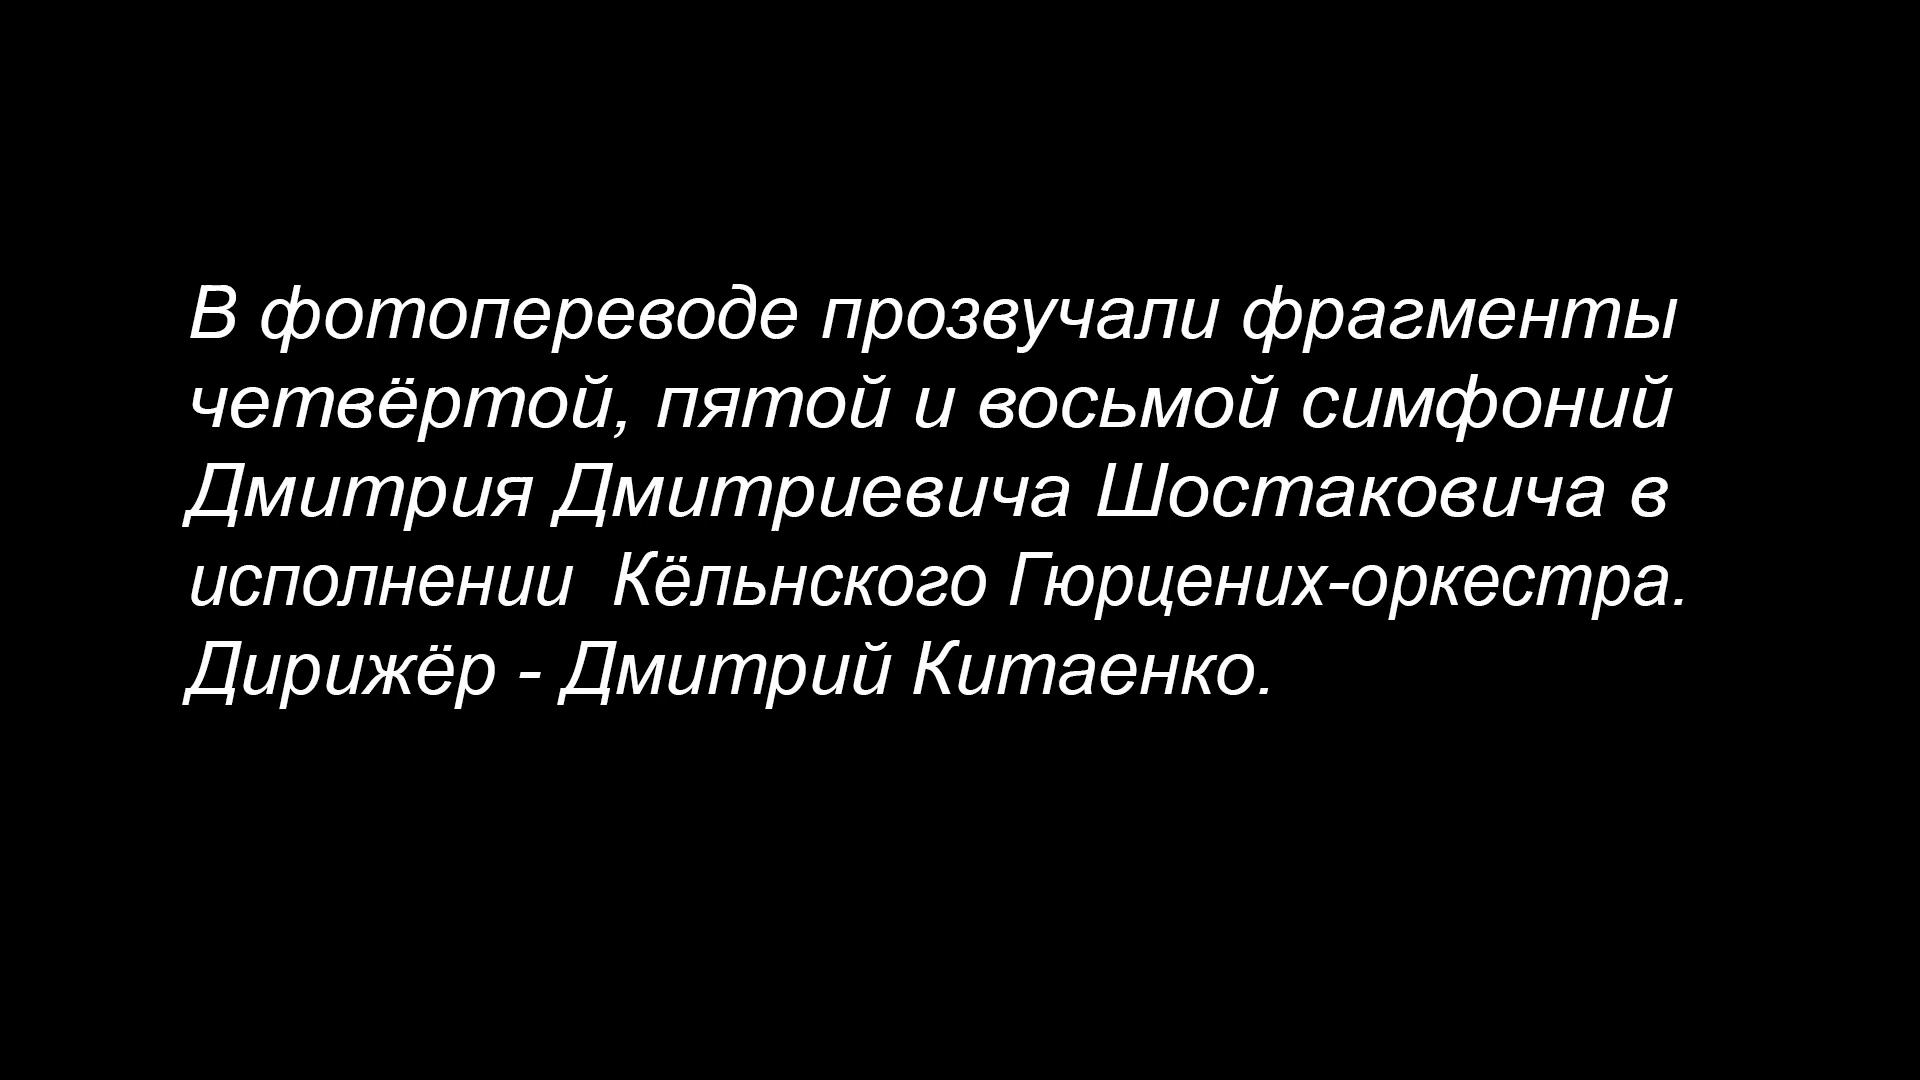 В фотопереводе прозвучали фрагменты
четвёртой, пятой и восьмой симфоний
Дмитрия Дмитриевича Шостаковича в
исполнении  Кёльнского Гюрцених-оркестра.
Дирижёр - Дмитрий Китаенко.